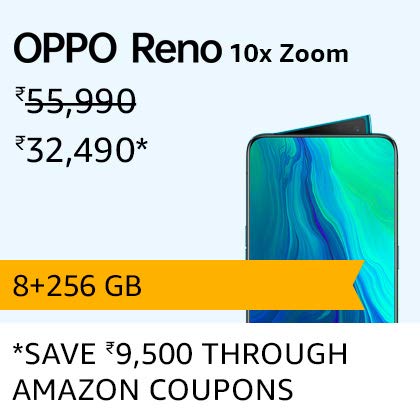 OPPO Reno 10x Zoom
₹55,990
₹32,490*
8+256 GB
*SAVE ₹9,500 THROUGH
AMAZON COUPONS